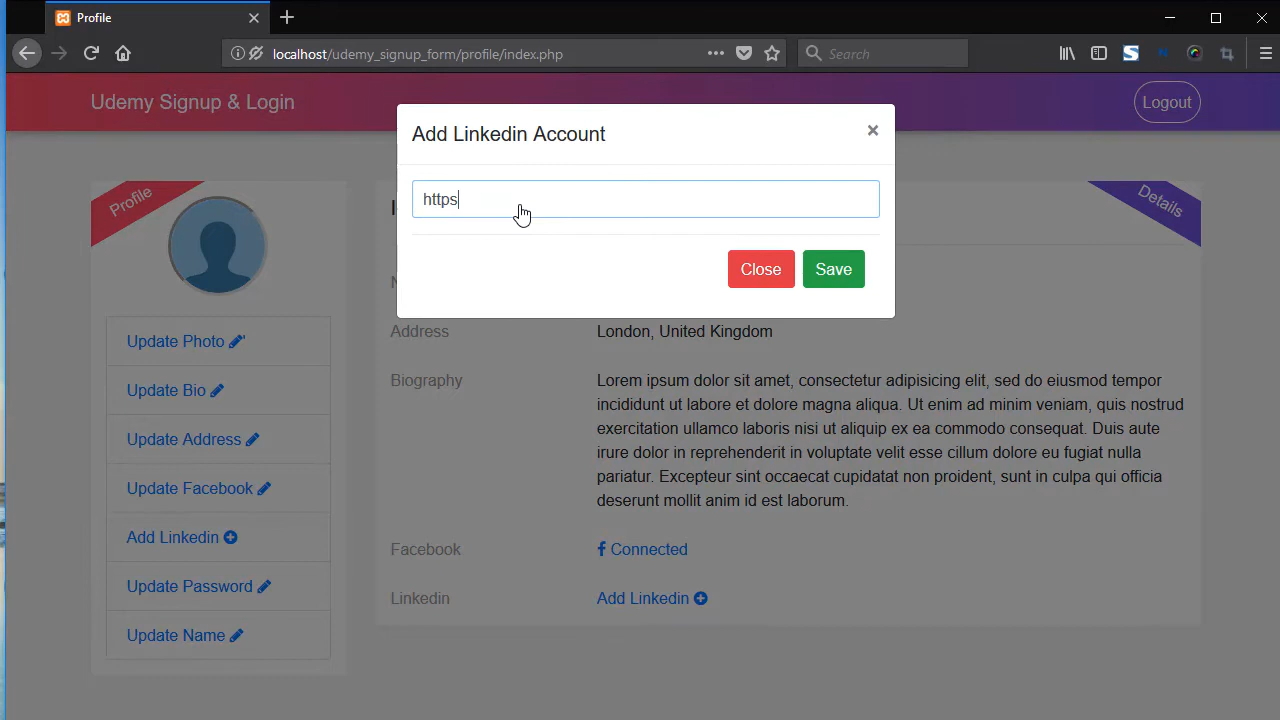 Profile
localhost/udemy_signup_form/profile/index.php
Search
Udemy Signup & Login
Logout
Add Linkedin Account
https
Close
Save
Profile
Update Photo
Update Bio
Update Address
Update Facebook
Add Linkedin
Update Password
Update Name
Details
Address
London, United Kingdom
Biography
Lorem ipsum dolor sit amet, consectetur adipisicing elit, sed do eiusmod tempor
incididunt ut labore et dolore magna aliqua. Ut enim ad minim veniam, quis nostrud
exercitation ullamco laboris nisi ut aliquip ex ea commodo consequat. Duis aute
irure dolor in reprehenderit in voluptate velit esse cillum dolore eu fugiat nulla
pariatur. Excepteur sint occaecat cupidatat non proident, sunt in culpa qui officia
deserunt mollit anim id est laborum.
Facebook
Connected
Linkedin
Add Linkedin